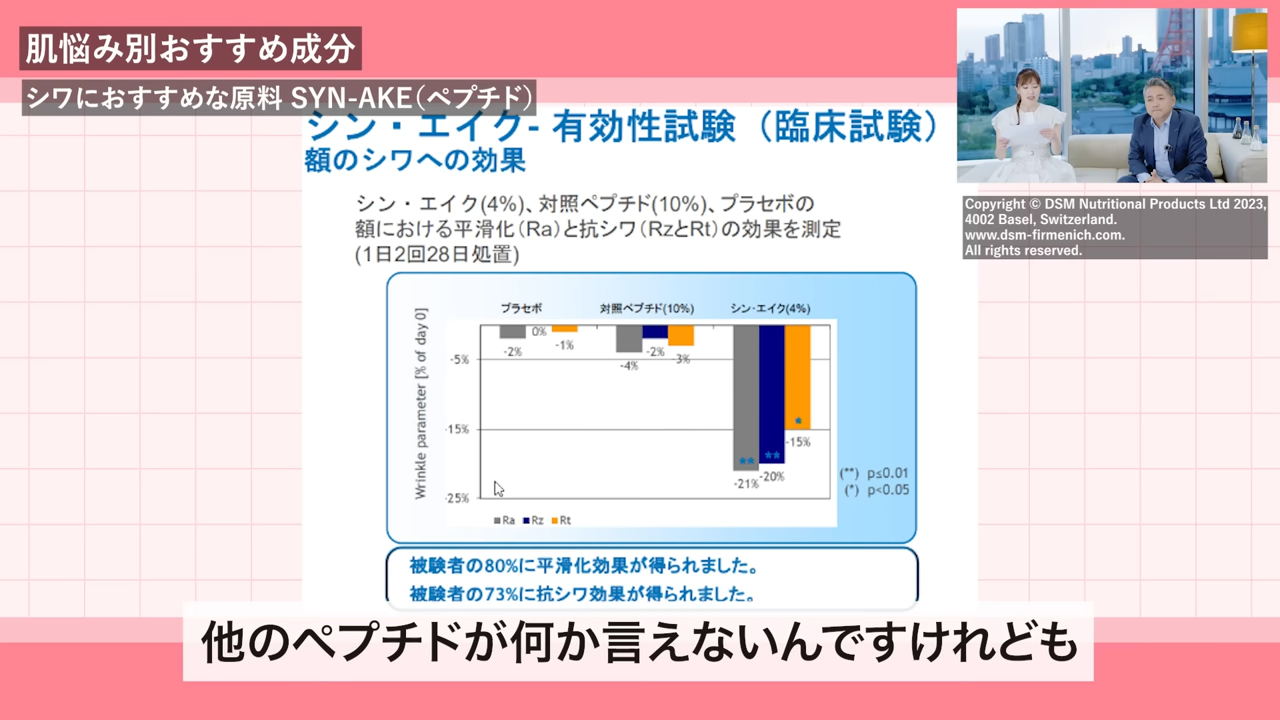 肌悩み別おすすめ成分
シワにおすすめな原料 SYN-AKE（ペプチド）
シン・エイク- 有効性試験（臨床試験）
額のシワへの効果
シン・エイク(4%)、対照ペプチド(10%)、プラセボの
額における平滑化（Ra）と抗シワ（RzとRt）の効果を測定
(1日2回28日処置)
Copyright © DSM Nutritional Products Ltd 2023,
4002 Basel, Switzerland.
www.dsm-firmenich.com.
All rights reserved.
プラセボ 対照ペプチド(10%) シン・エイク(4%)
Wrinkle parameter [% of day 0]
-5%
-15%
-25%
-2% 0% -1%
-4% -2% 3%
** ** *
-21% -20% -15%
(**) p≤0.01
(*) p<0.05
Ra Rz Rt
被験者の80%に平滑化効果が得られました。
被験者の73%に抗シワ効果が得られました。
他のペプチドが何か言えないんですけれども